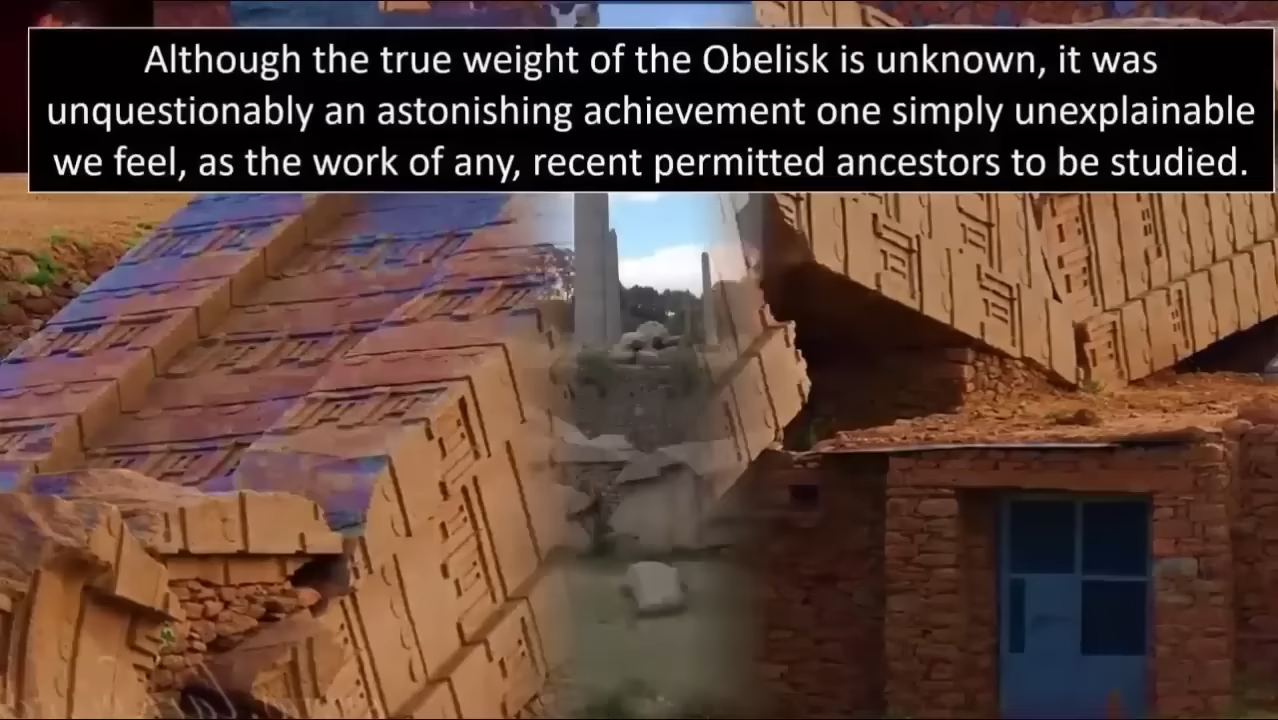 Although the true weight of the Obelisk is unknown, it was
unquestionably an astonishing achievement one simply unexplainable
we feel, as the work of any, recent permitted ancestors to be studied.